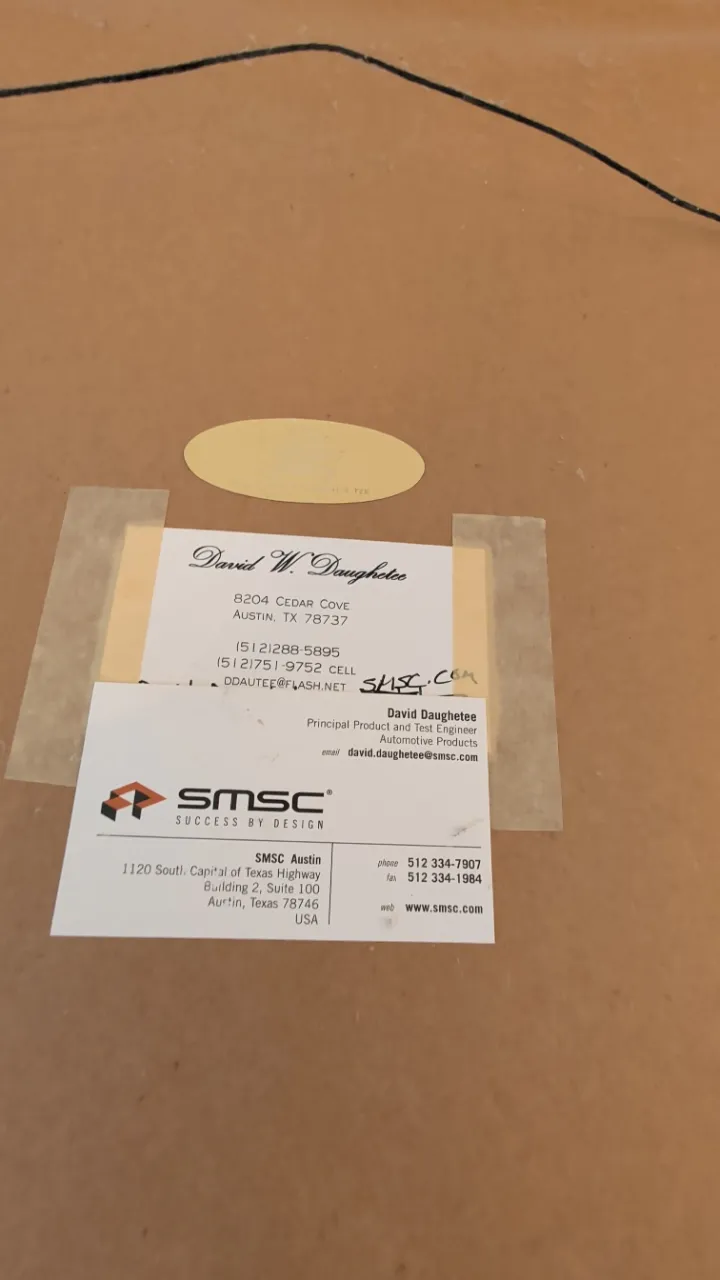 David W. Daughetee
8204 CEDAR COVE
AUSTIN, TX 78737
(512)288-5895
(512)751-9752 CELL
DDAUTEE@FLASH.NET
SMSC.COM
David Daughetee
Principal Product and Test Engineer
Automotive Products
email david.daughetee@smsc.com
SMSC®
SUCCESS BY DESIGN
SMSC Austin
1120 South Capital of Texas Highway
Building 2, Suite 100
Austin, Texas 78746
USA
phone 512 334-7907
fax 512 334-1984
web www.smsc.com